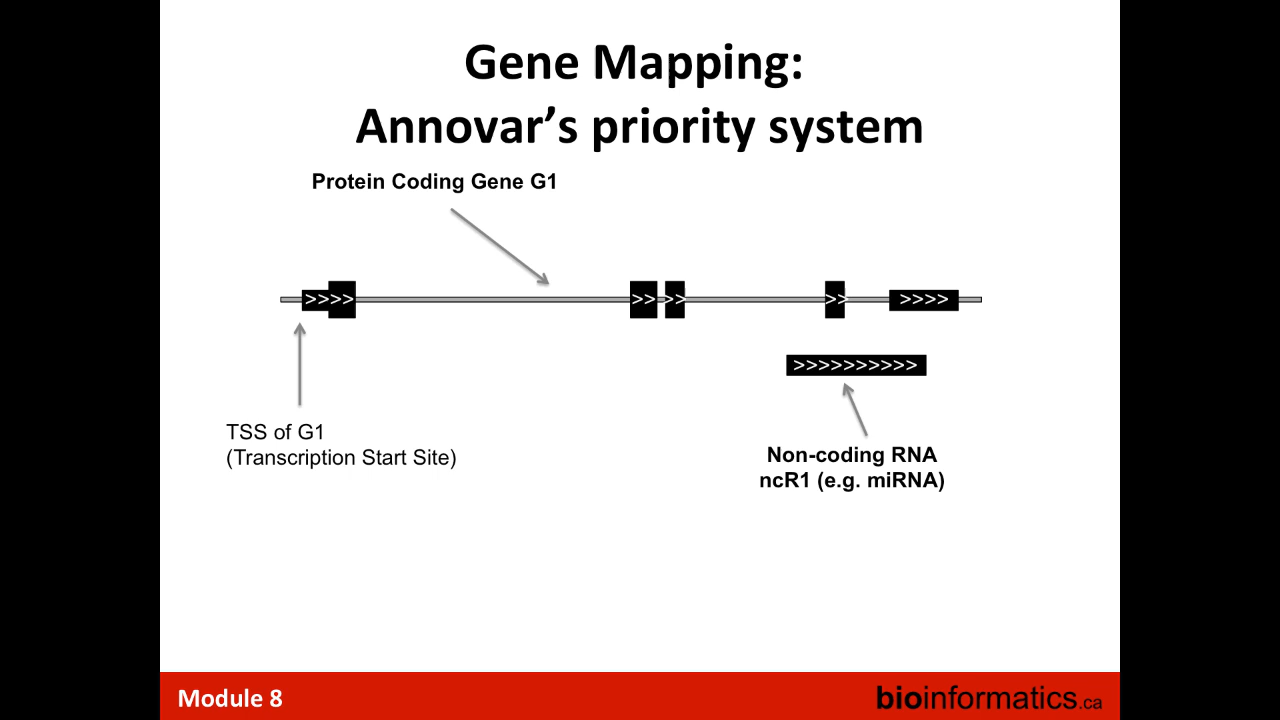 Gene Mapping:
Annovar’s priority system
Protein Coding Gene G1
>>>>
>>
>>
>>
>>>>
>>>>>>>>>>
TSS of G1
(Transcription Start Site)
Non-coding RNA
ncR1 (e.g. miRNA)
Module 8
bioinformatics.ca